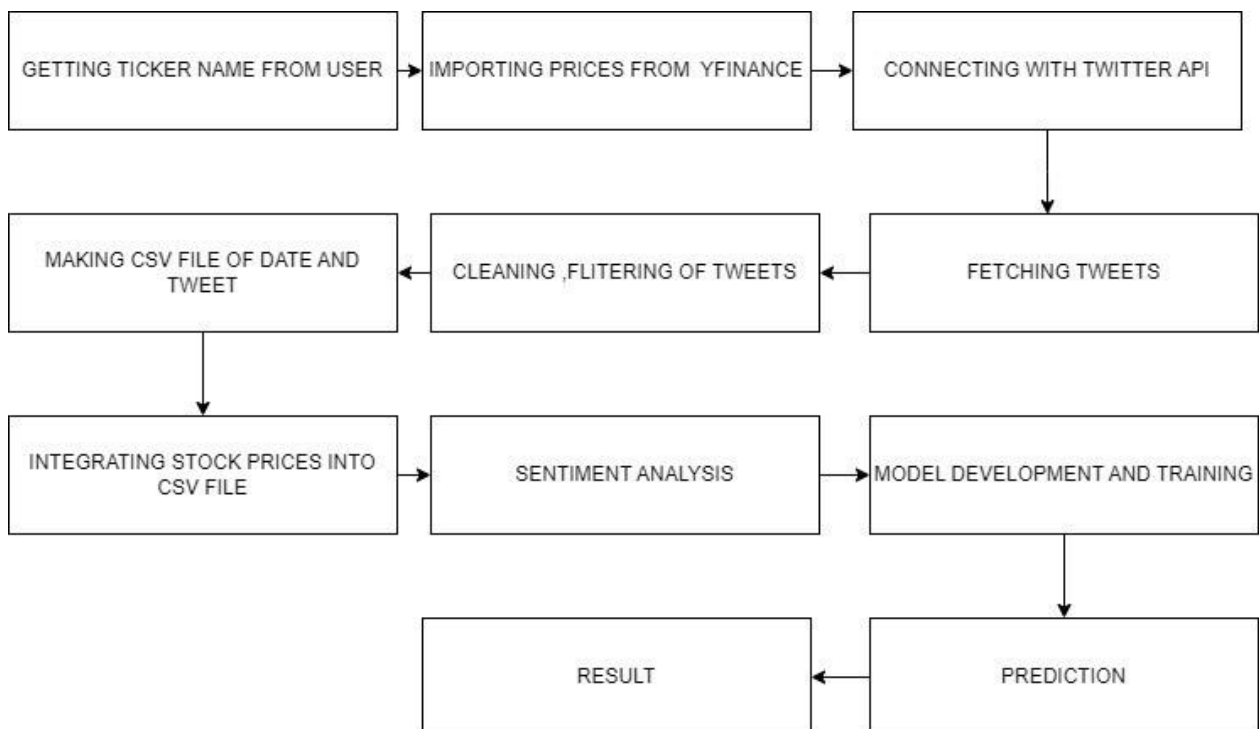 GETTING TICKER NAME FROM USER
IMPORTING PRICES FROM YFINANCE
CONNECTING WITH TWITTER API
FETCHING TWEETS
CLEANING ,FLITERING OF TWEETS
MAKING CSV FILE OF DATE AND
TWEET
INTEGRATING STOCK PRICES INTO
CSV FILE
SENTIMENT ANALYSIS
MODEL DEVELOPMENT AND TRAINING
PREDICTION
RESULT